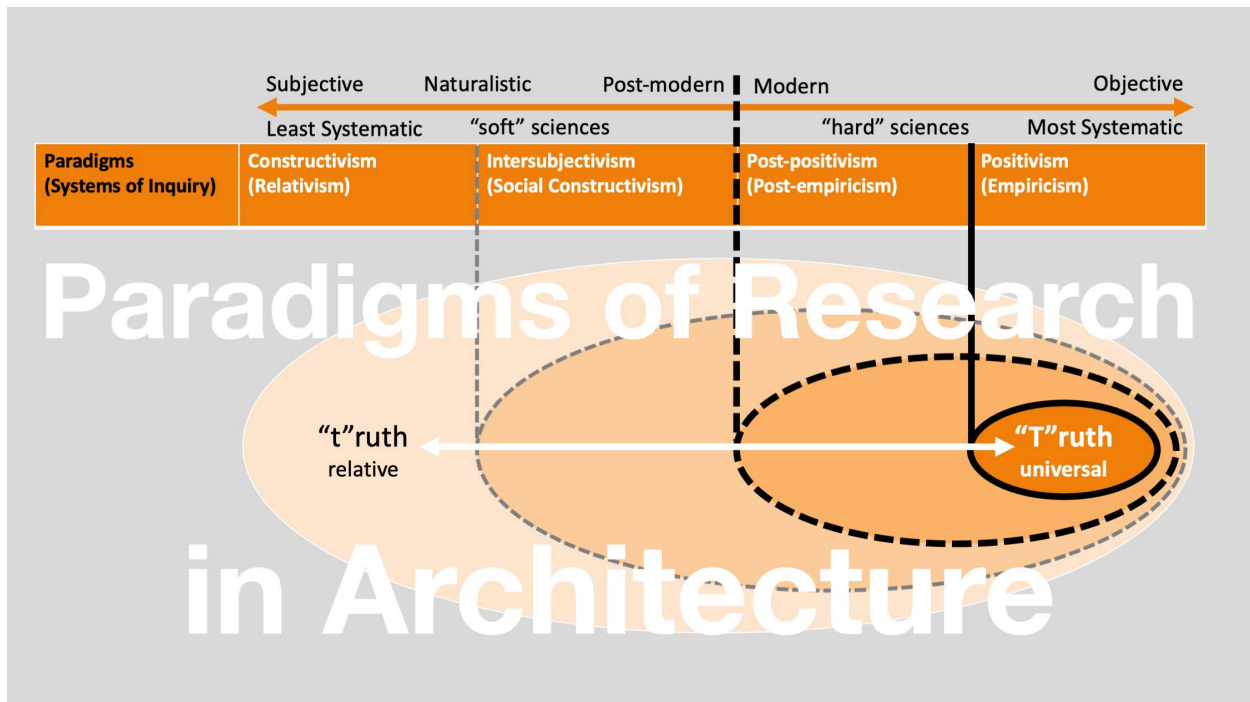 Subjective Naturalistic Post-modern Modern Objective
Least Systematic “soft” sciences “hard” sciences Most Systematic
Paradigms
(Systems of Inquiry)
Constructivism
(Relativism)
Intersubjectivism
(Social Constructivism)
Post-positivism
(Post-empiricism)
Positivism
(Empiricism)
Paradigms of Research
“t”ruth
relative
“T”ruth
universal
in Architecture